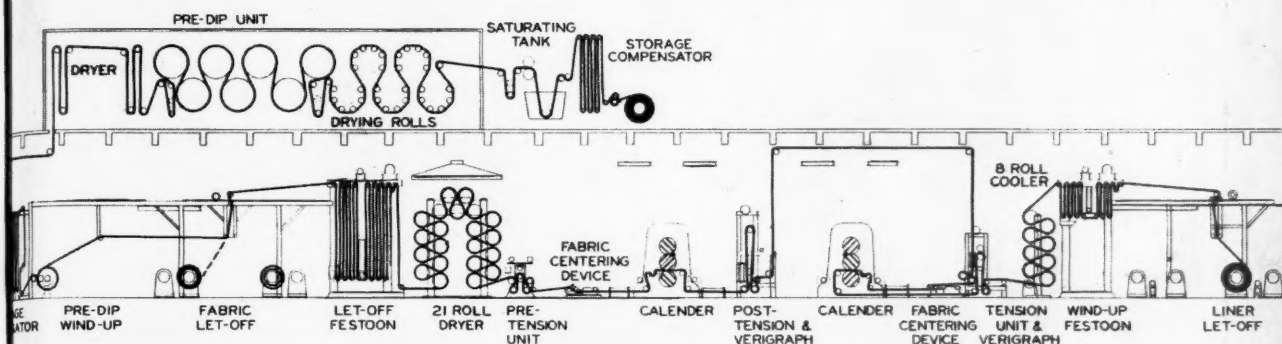 PRE-DIP UNIT
SATURATING
TANK
STORAGE
COMPENSATOR
DRYER
DRYING ROLLS
8 ROLL
COOLER
FABRIC
CENTERING
DEVICE
PRE-DIP
WIND-UP
FABRIC
LET-OFF
LET-OFF
FESTOON
21 ROLL
DRYER
PRE-
TENSION
UNIT
CALENDER
POST-
TENSION &
VERIGRAPH
CALENDER
FABRIC
CENTERING
DEVICE
TENSION
UNIT &
VERIGRAPH
WIND-UP
FESTOON
LINER
LET-OFF